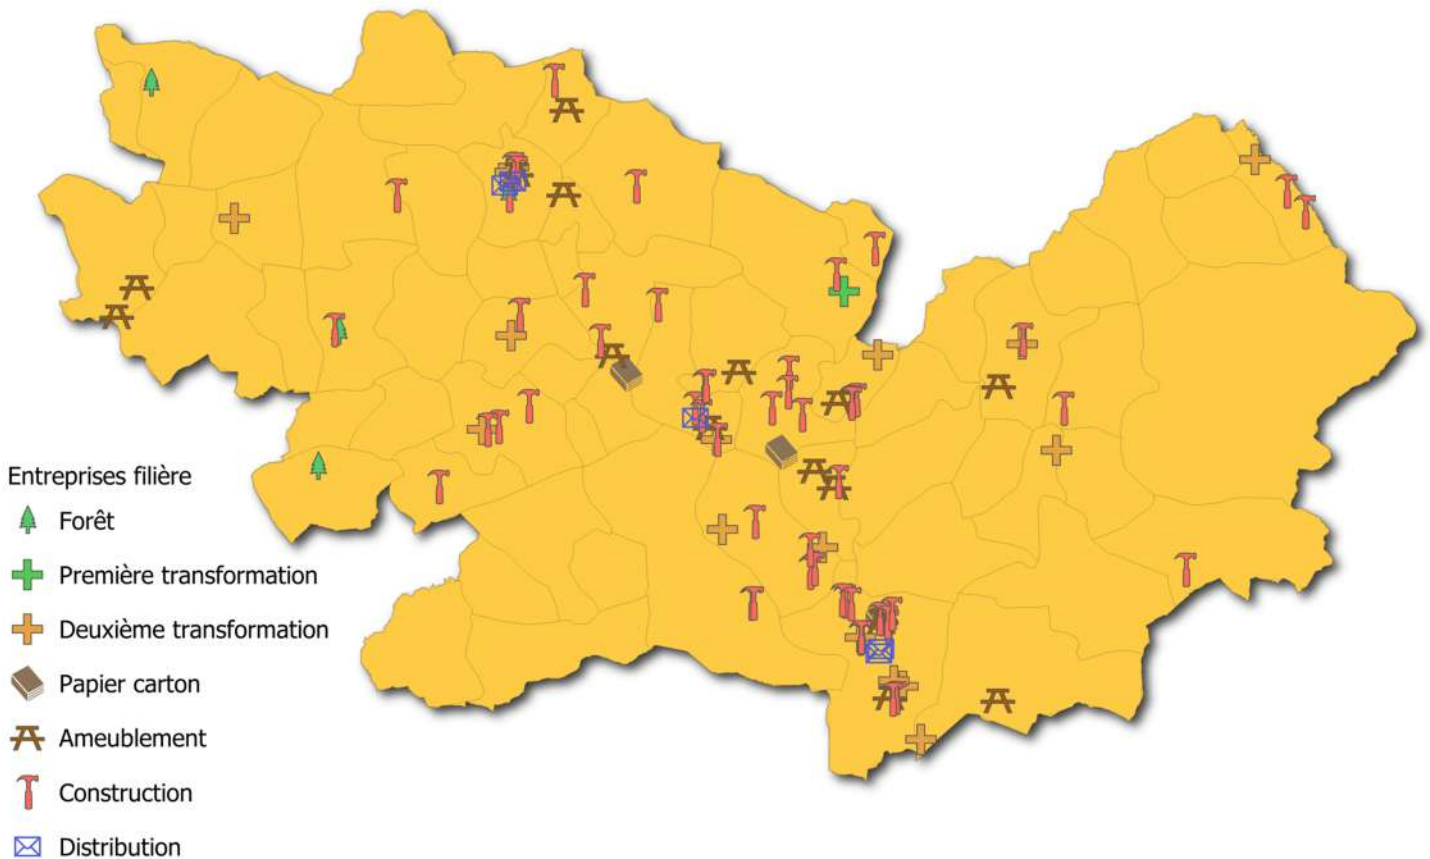 Entreprises filière
Forêt
Première transformation
Deuxième transformation
Papier carton
Ameublement
Construction
Distribution